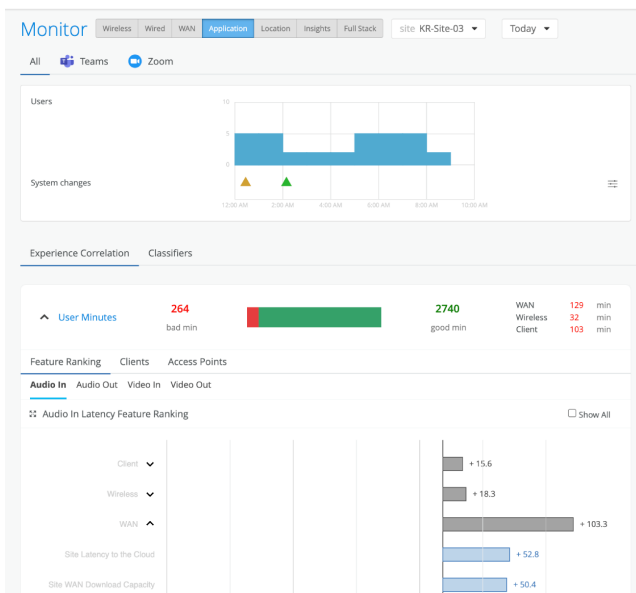 Monitor Wireless Wired WAN Application Location Insights Full Stack site KR-Site-03 Today
All Teams Zoom
Users
10
5
0
System changes
12:00 AM 2:00 AM 4:00 AM 6:00 AM 8:00 AM 10:00 AM
Experience Correlation Classifiers
User Minutes
264
bad min
2740
good min
WAN 129 min
Wireless 32 min
Client 103 min
Feature Ranking Clients Access Points
Audio In Audio Out Video In Video Out
Audio In Latency Feature Ranking Show All
Client + 15.6
Wireless + 18.3
WAN + 103.3
Site Latency to the Cloud + 52.8
Site WAN Download Capacity + 50.4